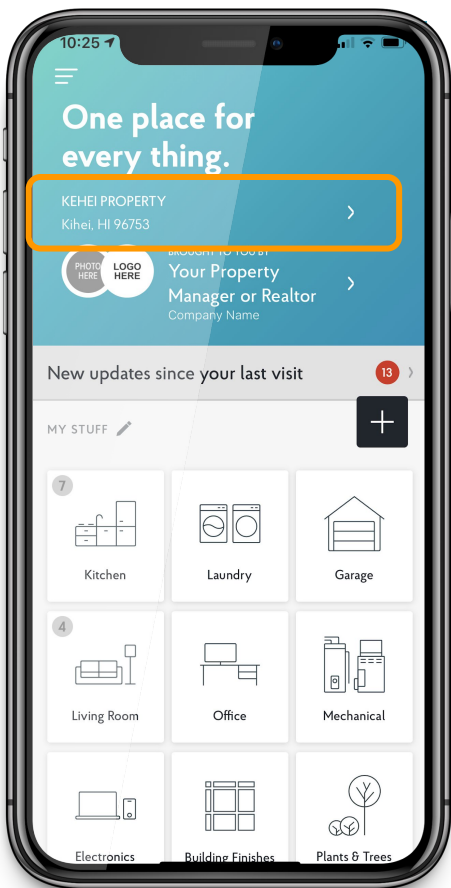 10:25
One place for
every thing.
KEHEI PROPERTY
Kihei, HI 96753
PHOTO
HERE
LOGO
HERE
BROUGHT TO YOU BY
Your Property
Manager or Realtor
Company Name
New updates since your last visit
13
MY STUFF
7
Kitchen
Laundry
Garage
4
Living Room
Office
Mechanical
Electronics
Building Finishes
Plants & Trees